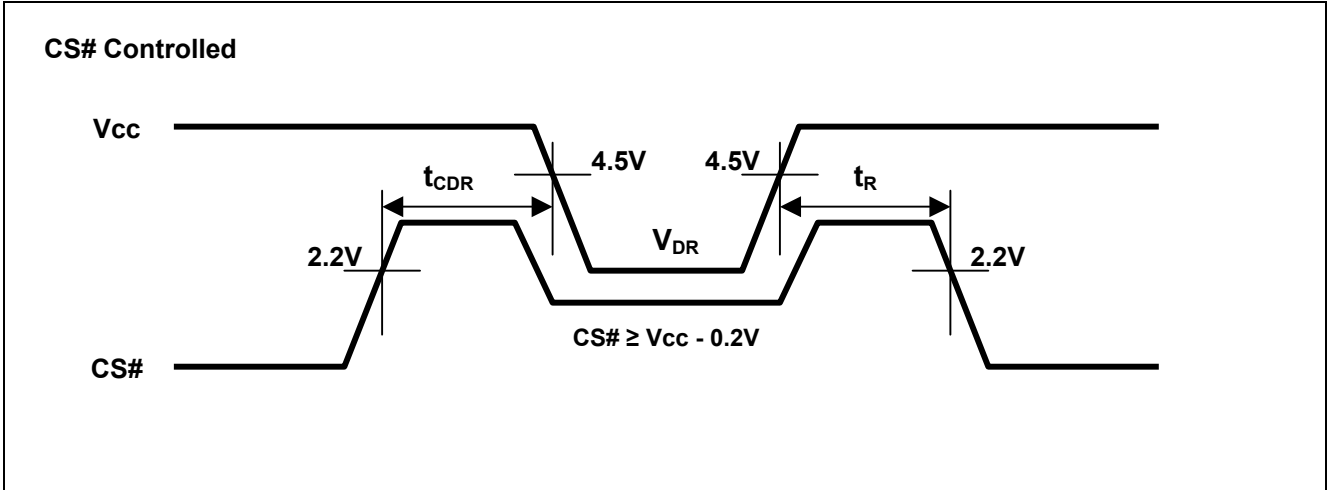 CS# Controlled
Vcc
4.5V 4.5V
tCDR tR
VDR
2.2V 2.2V
CS# ≥ Vcc - 0.2V
CS#